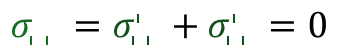 σ = σ' + σ' = 0